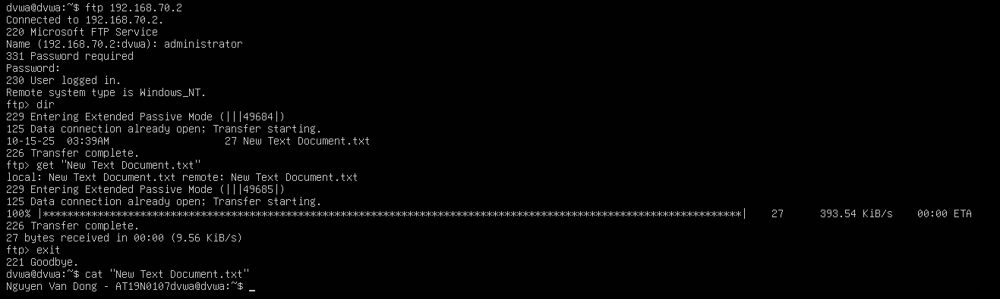 dvwa@dvwa:~$ ftp 192.168.70.2
Connected to 192.168.70.2.
220 Microsoft FTP Service
Name (192.168.70.2:dvwa): administrator
331 Password required
Password:
230 User logged in.
Remote system type is Windows_NT.
ftp> dir
229 Entering Extended Passive Mode (|||49684|)
125 Data connection already open; Transfer starting.
10-15-25  03:39AM                   27 New Text Document.txt
226 Transfer complete.
ftp> get "New Text Document.txt"
local: New Text Document.txt remote: New Text Document.txt
229 Entering Extended Passive Mode (|||49685|)
125 Data connection already open; Transfer starting.
100% |*******************************************************************************************************************|    27      393.54 KiB/s    00:00 ETA
226 Transfer complete.
27 bytes received in 00:00 (9.56 KiB/s)
ftp> exit
221 Goodbye.
dvwa@dvwa:~$ cat "New Text Document.txt"
Nguyen Van Dong - AT19N0107dvwa@dvwa:~$ _